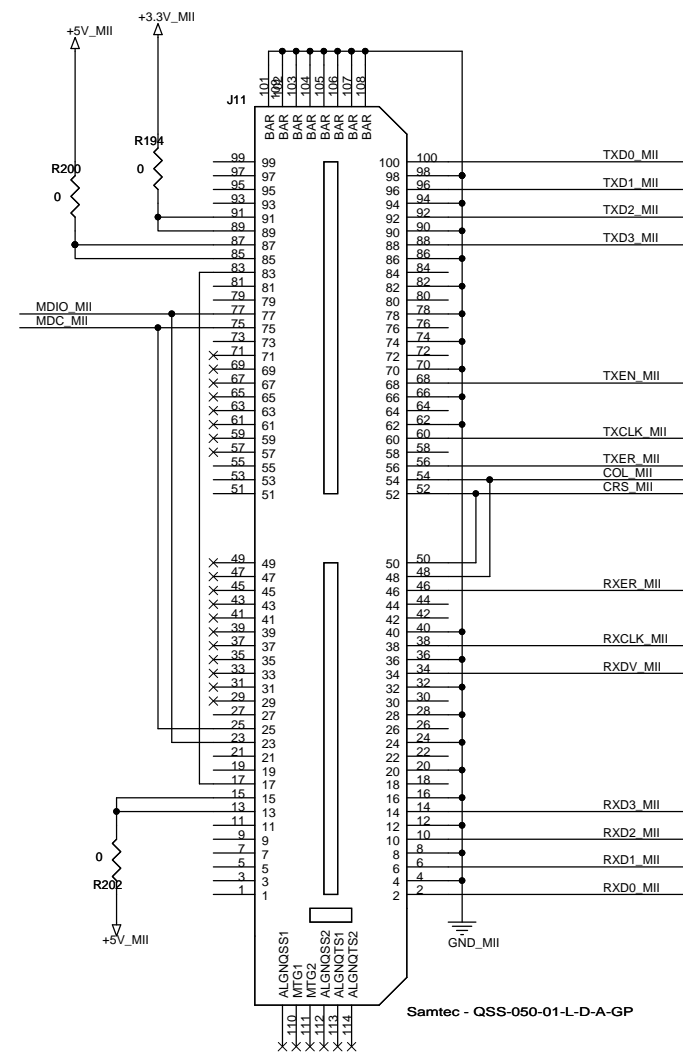 +3.3V_MII
+5V_MII
101
109
102
103
104
105
106
107
108
J11
BAR BAR BAR BAR BAR BAR BAR BAR
R194
0
R200
0
99 99 100 100 TXD0_MII
97 97 98 98
95 95 96 96 TXD1_MII
93 93 94 94
91 91 92 92 TXD2_MII
89 89 90 90
87 87 88 88 TXD3_MII
85 85 86 86
83 83 84 84
81 81 82 82
79 79 80 80
MDIO_MII 77 77 78 78
MDC_MII 75 75 76 76
73 73 74 74
71 71 72 72
69 69 70 70
67 67 68 68 TXEN_MII
65 65 66 66
63 63 64 64
61 61 62 62
59 59 60 60 TXCLK_MII
57 57 58 58
55 55 56 56 TXER_MII
53 53 54 54 COL_MII
51 51 52 52 CRS_MII
49 49 50 50
47 47 48 48
45 45 46 46 RXER_MII
43 43 44 44
41 41 42 42
39 39 40 40
37 37 38 38 RXCLK_MII
35 35 36 36
33 33 34 34 RXDV_MII
31 31 32 32
29 29 30 30
27 27 28 28
25 25 26 26
23 23 24 24
21 21 22 22
19 19 20 20
17 17 18 18
15 15 16 16
13 13 14 14 RXD3_MII
11 11 12 12
9 9 10 10 RXD2_MII
7 7 8 8
5 5 6 6 RXD1_MII
3 3 4 4
1 1 2 2 RXD0_MII
0
R202
+5V_MII
GND_MII
ALGNQSS1
MTG1
MTG2
ALGNQSS2
ALGNQTS1
ALGNQTS2
110
111
112
113
114
Samtec - QSS-050-01-L-D-A-GP